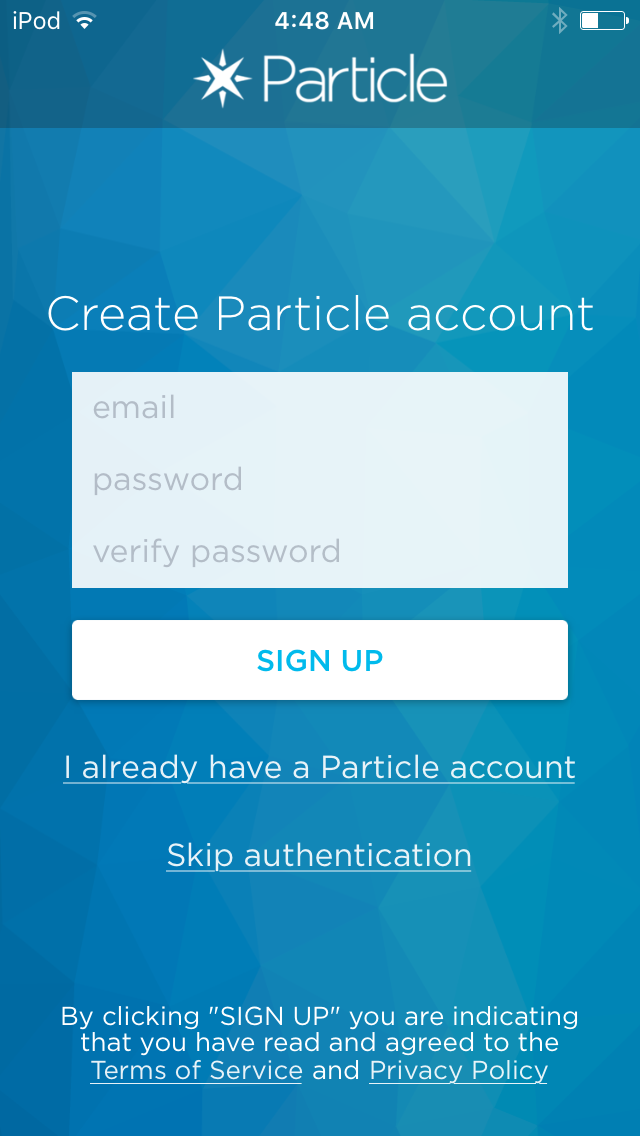 iPod 4:48 AM
Particle
Create Particle account
email
password
verify password
SIGN UP
I already have a Particle account
Skip authentication
By clicking "SIGN UP" you are indicating
that you have read and agreed to the
Terms of Service and Privacy Policy